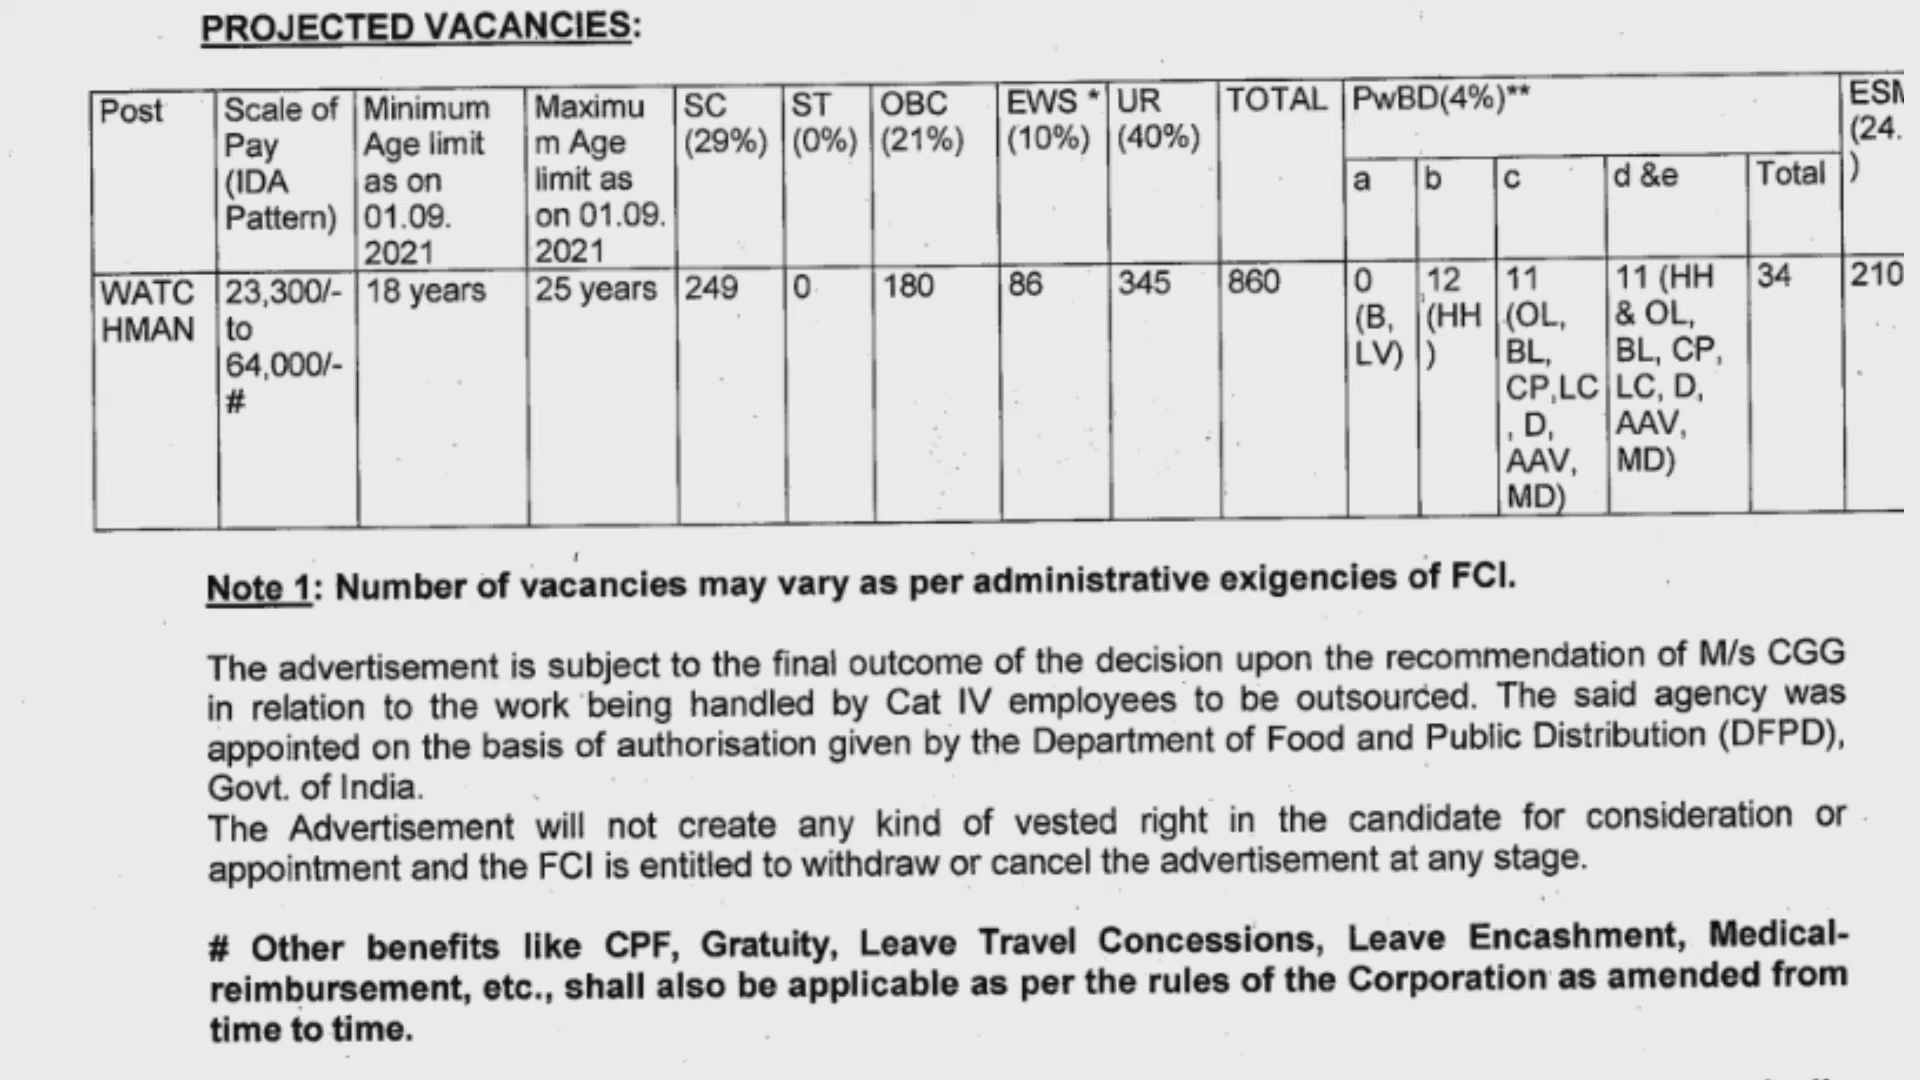 PROJECTED VACANCIES:
Post
Scale of
Pay
(IDA
Pattern)
Minimum
Age limit
as on
01.09.
2021
Maximu
m Age
limit as
on 01.09.
2021
SC
(29%)
ST
(0%)
OBC
(21%)
EWS *
(10%)
UR
(40%)
TOTAL
PwBD(4%)**
a
b
c
d &e
Total
(24.
)
WATC
HMAN
23,300/-
to
64,000/-
#
18 years
25 years
249
0
180
86
345
860
0
(B,
LV)
12
(HH
)
11
(OL,
BL,
CP,LC
, D,
AAV,
MD)
11 (HH
& OL,
BL, CP,
LC, D,
AAV,
MD)
34
210
Note 1: Number of vacancies may vary as per administrative exigencies of FCI.
The advertisement is subject to the final outcome of the decision upon the recommendation of M/s CGG
in relation to the work being handled by Cat IV employees to be outsourced. The said agency was
appointed on the basis of authorisation given by the Department of Food and Public Distribution (DFPD),
Govt. of India.
The Advertisement will not create any kind of vested right in the candidate for consideration or
appointment and the FCI is entitled to withdraw or cancel the advertisement at any stage.
# Other benefits like CPF, Gratuity, Leave Travel Concessions, Leave Encashment, Medical-
reimbursement, etc., shall also be applicable as per the rules of the Corporation as amended from
time to time.